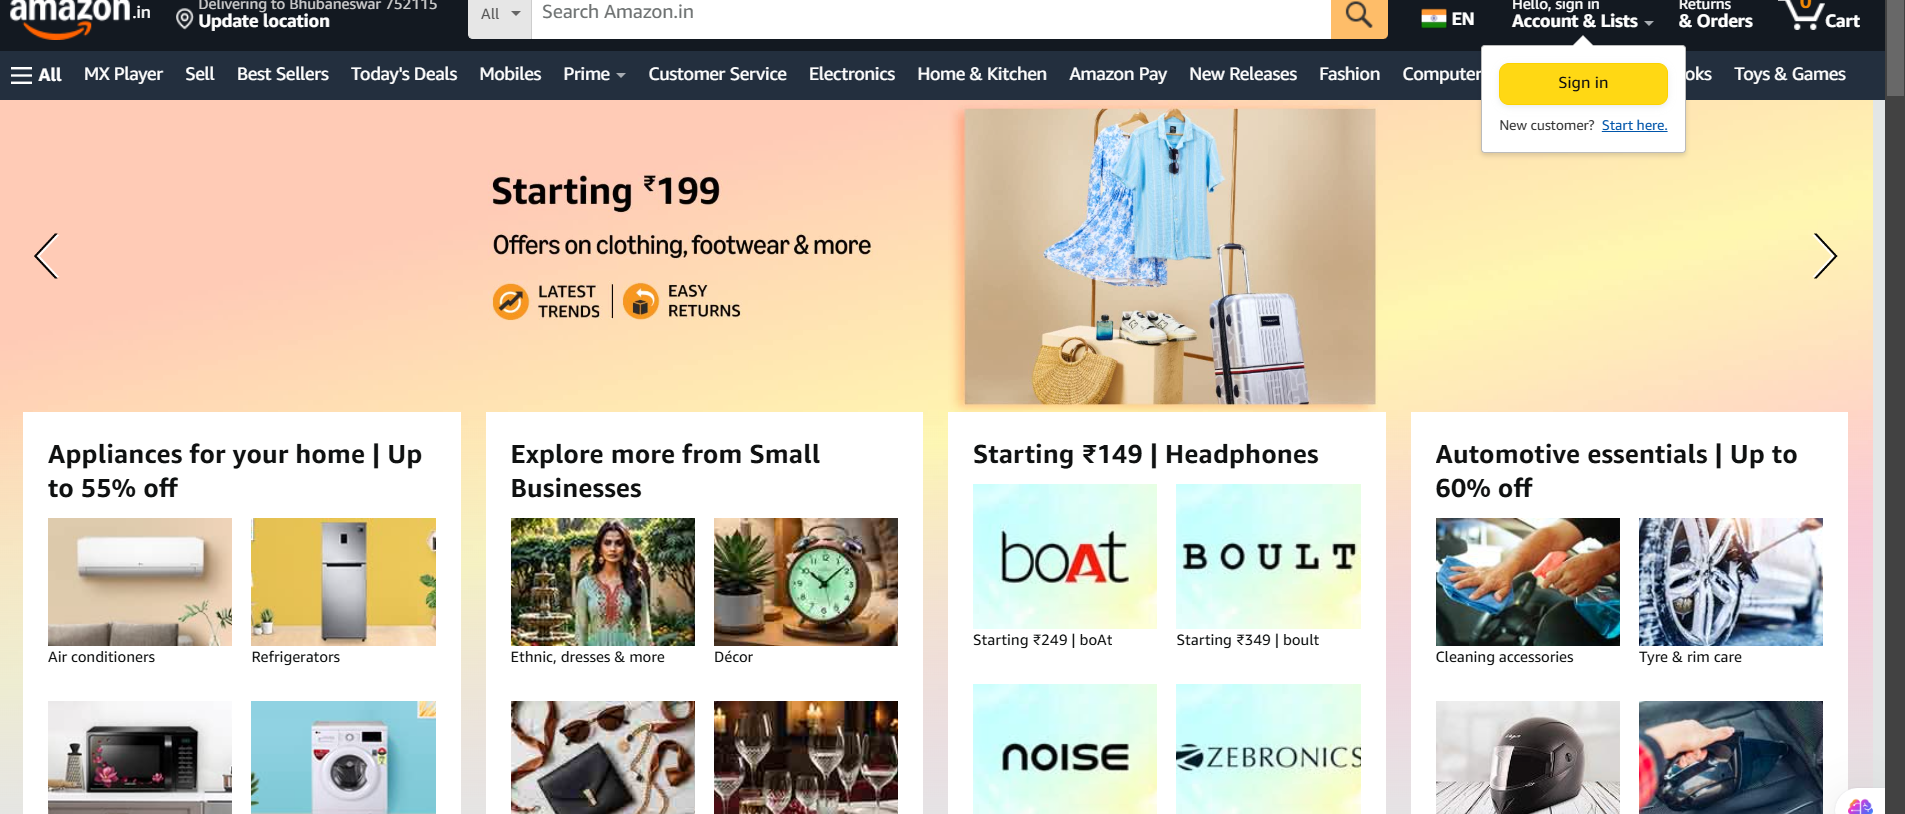 amazon.in
Delivering to Bhubaneswar 752115
Update location
All
Search Amazon.in
EN
Hello, sign in
Account & Lists
Returns
& Orders
0
Cart
All
MX Player
Sell
Best Sellers
Today's Deals
Mobiles
Prime
Customer Service
Electronics
Home & Kitchen
Amazon Pay
New Releases
Fashion
Computer
oks
Toys & Games
Sign in
New customer? Start here.
Starting ₹199
Offers on clothing, footwear & more
LATEST
TRENDS
EASY
RETURNS
Appliances for your home | Up
to 55% off
Air conditioners
Refrigerators
Explore more from Small
Businesses
Ethnic, dresses & more
Décor
Starting ₹149 | Headphones
boAt
BOULT
Starting ₹249 | boAt
Starting ₹349 | boult
noise
ZEBRONICS
Automotive essentials | Up to
60% off
Cleaning accessories
Tyre & rim care